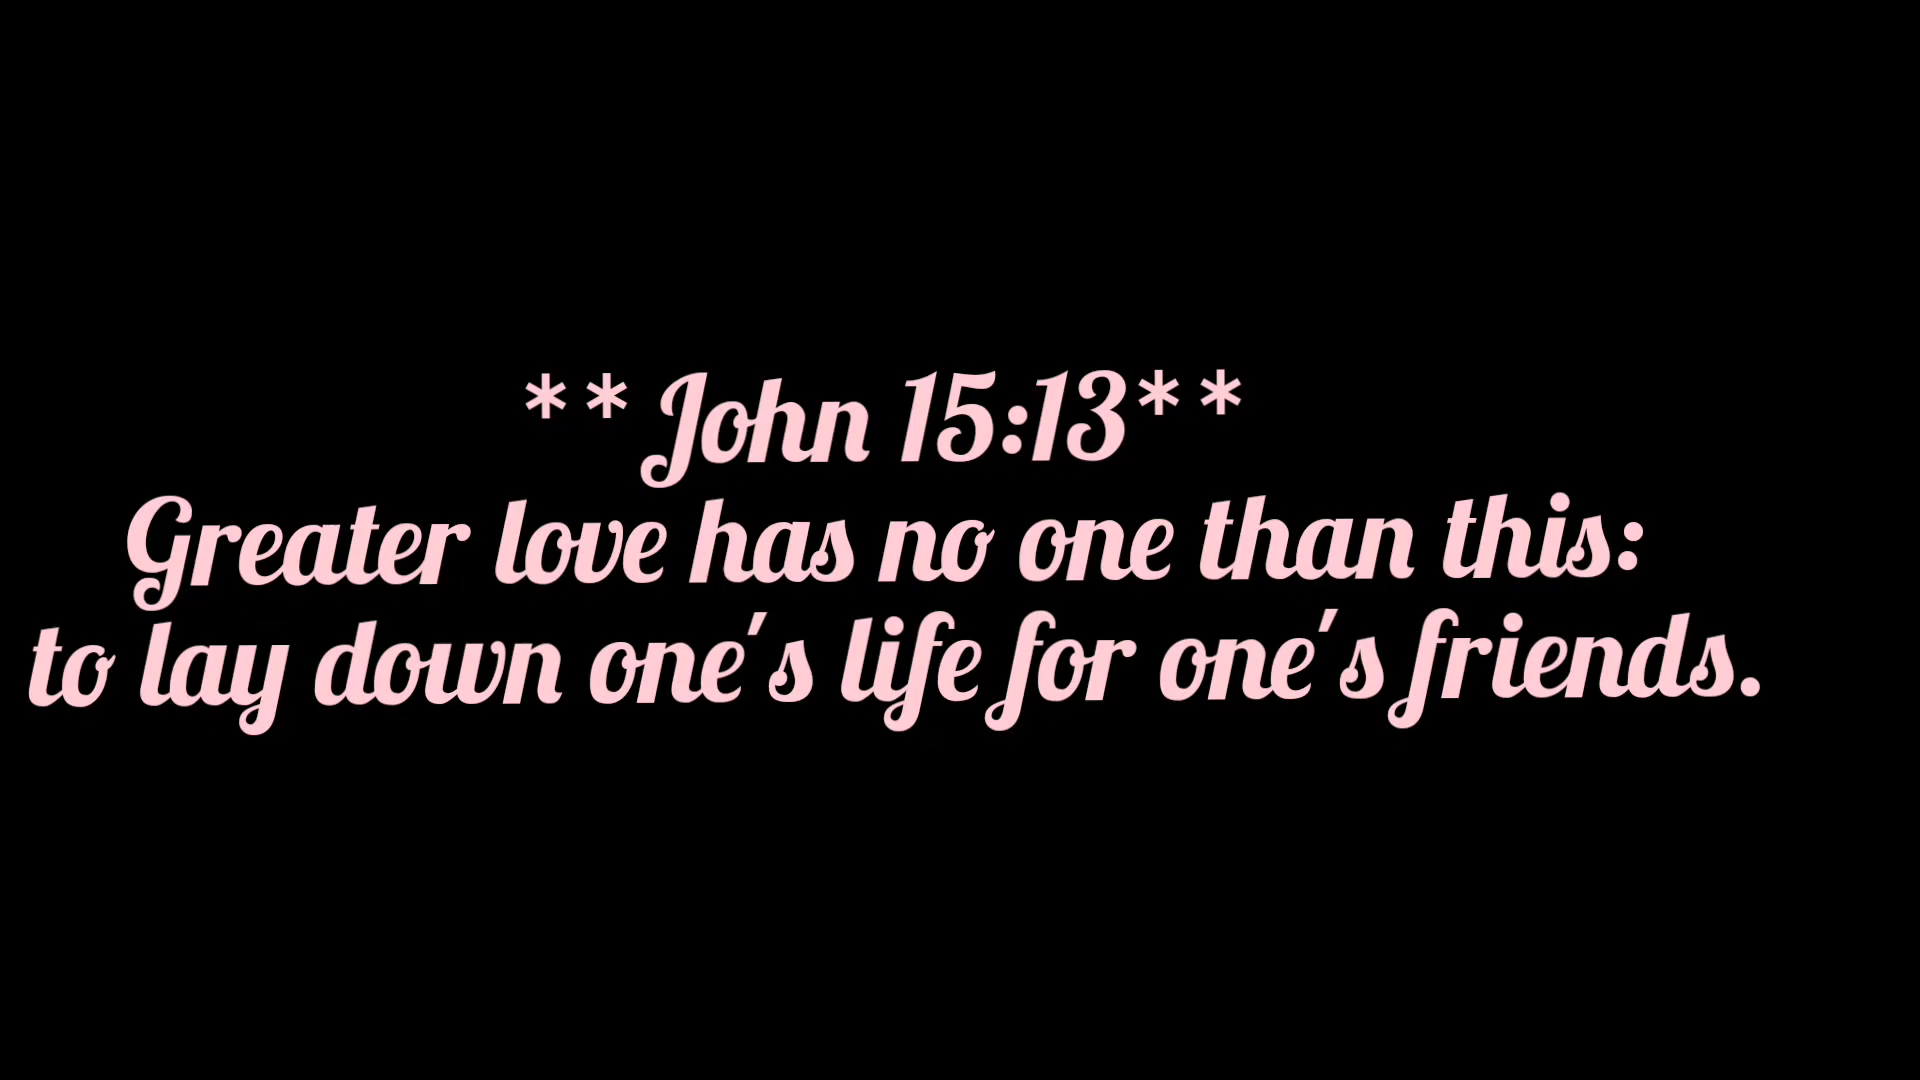 **John 15:13**
Greater love has no one than this:
to lay down one's life for one's friends.